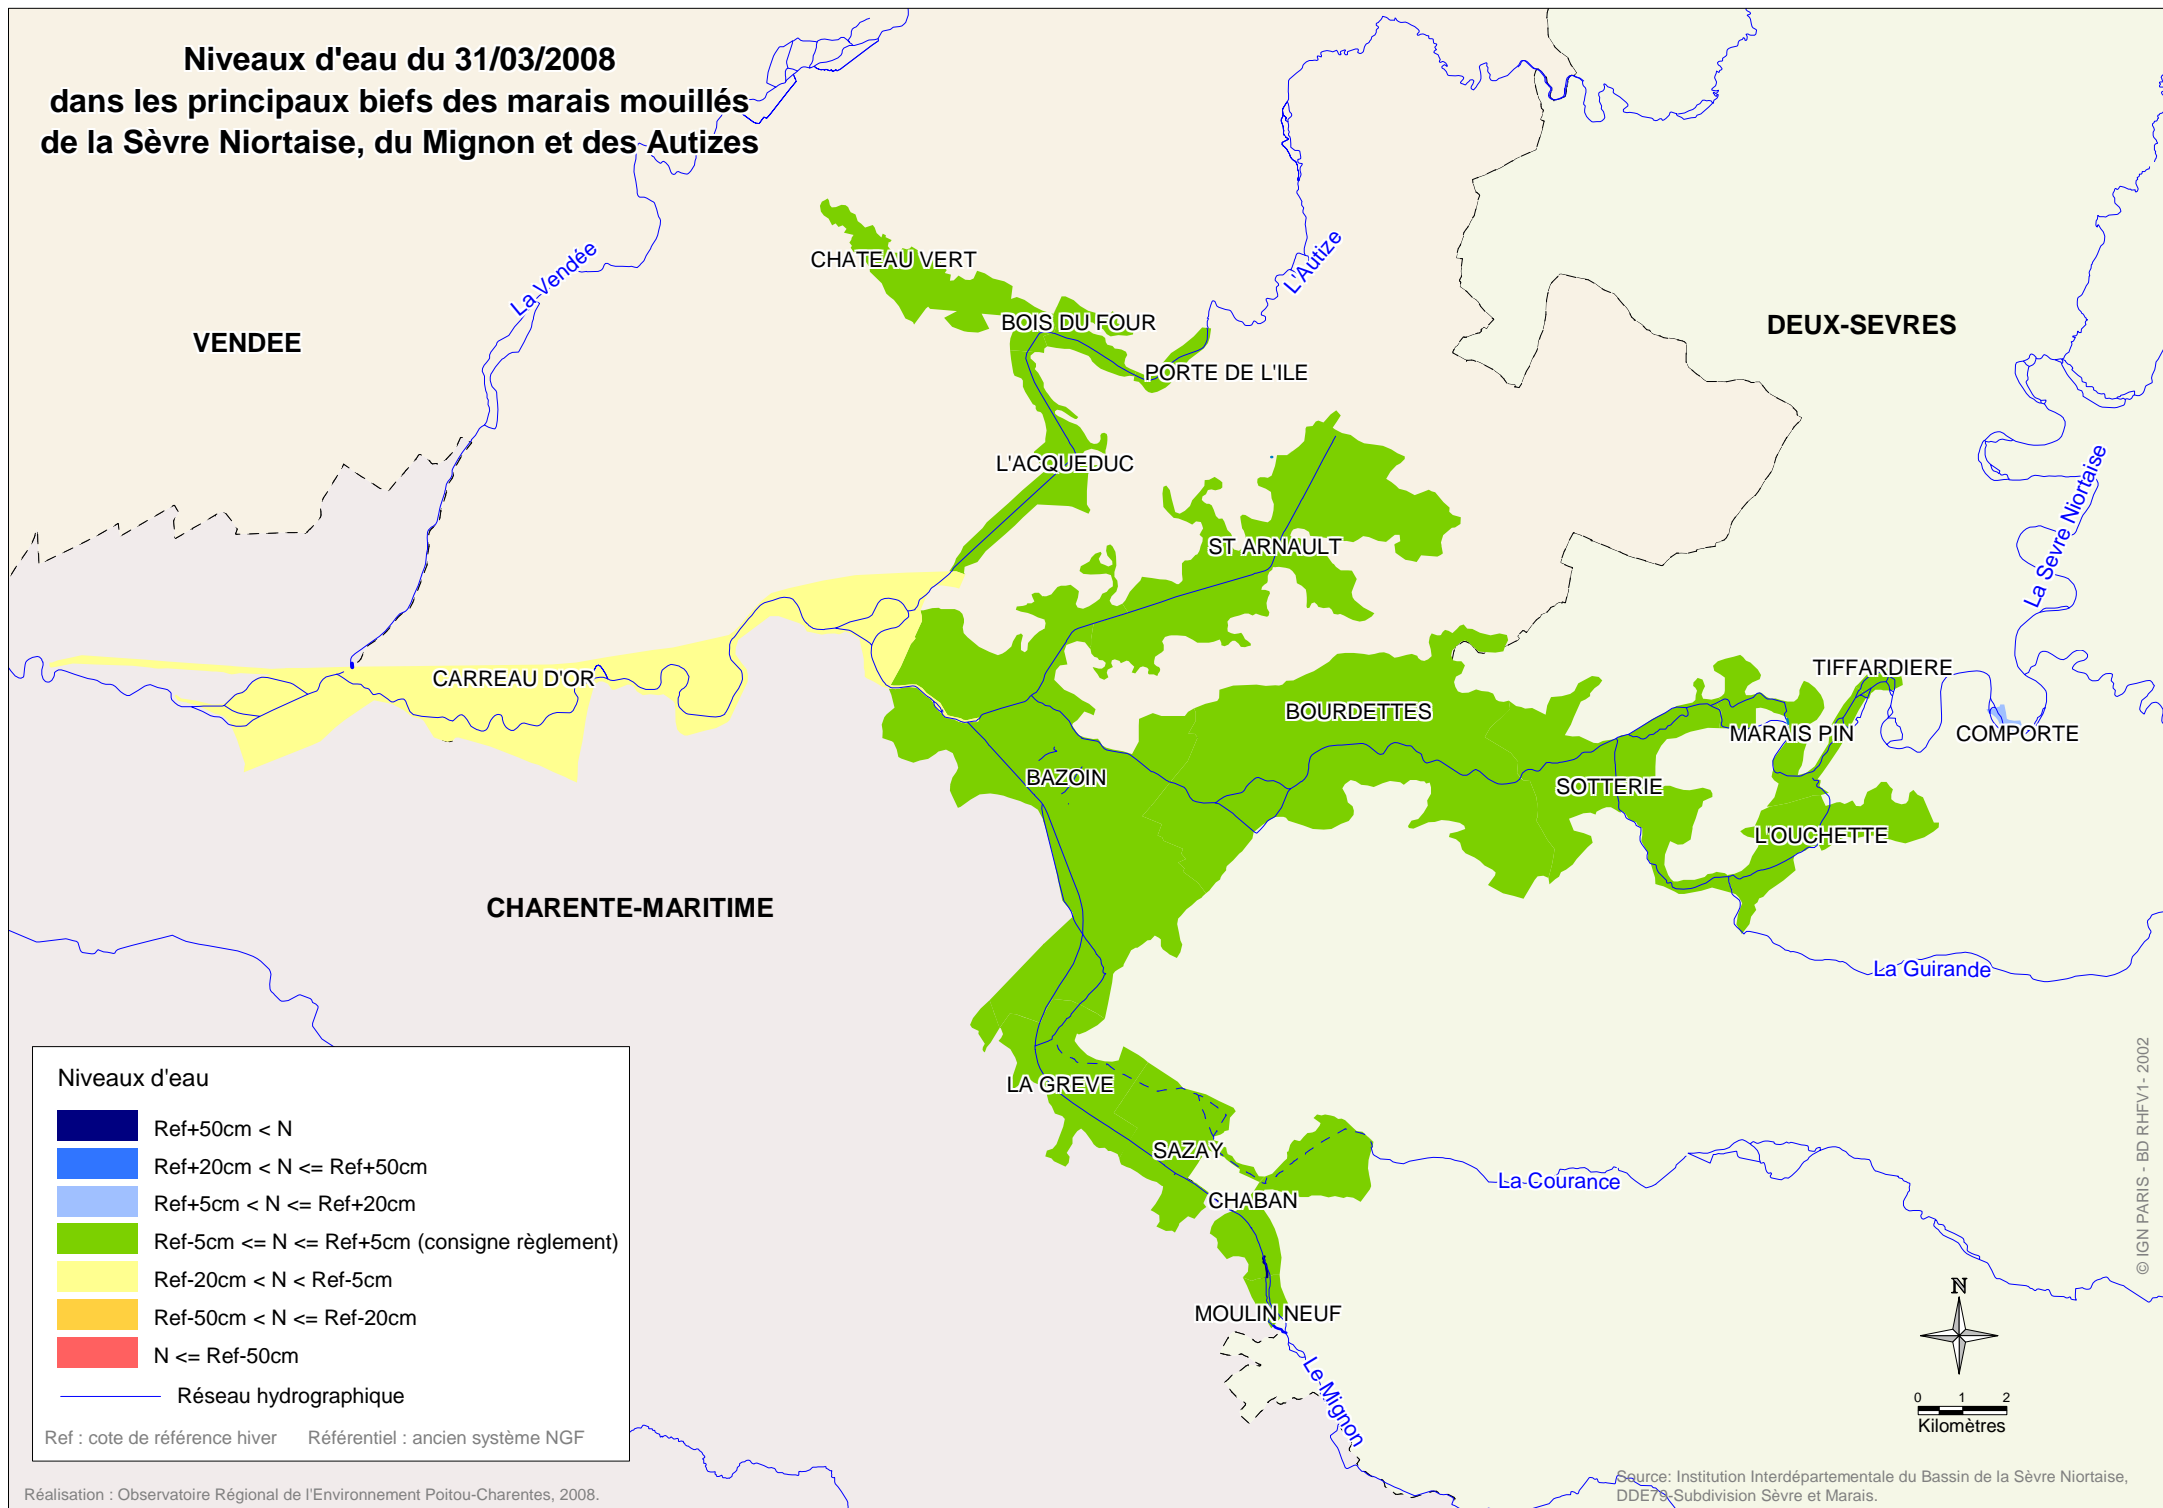 Niveaux d'eau du 31/03/2008
dans les principaux biefs des marais mouillés
de la Sèvre Niortaise, du Mignon et des Autizes
La Vendée
L'Autize
CHATEAU VERT
BOIS DU FOUR
VENDEE
DEUX-SEVRES
PORTE DE L'ILE
L'ACQUEDUC
ST ARNAULT
La Sèvre Niortaise
CARREAU D'OR
TIFFARDIERE
BOURDETTES
MARAIS PIN
COMPORTE
BAZOIN
SOTTERIE
L'OUCHETTE
CHARENTE-MARITIME
La Guirande
LA GREVE
SAZAY
La Courance
CHABAN
MOULIN NEUF
Le Mignon
Niveaux d'eau
Ref+50cm < N
Ref+20cm < N <= Ref+50cm
Ref+5cm < N <= Ref+20cm
Ref-5cm <= N <= Ref+5cm (consigne règlement)
Ref-20cm < N < Ref-5cm
Ref-50cm < N <= Ref-20cm
N <= Ref-50cm
Réseau hydrographique
Ref : cote de référence hiver Référentiel : ancien système NGF
© IGN PARIS - BD RHFV1- 2002
N
0 1 2
Kilomètres
Réalisation : Observatoire Régional de l'Environnement Poitou-Charentes, 2008.
Source: Institution Interdépartementale du Bassin de la Sèvre Niortaise,
DDE79-Subdivision Sèvre et Marais.